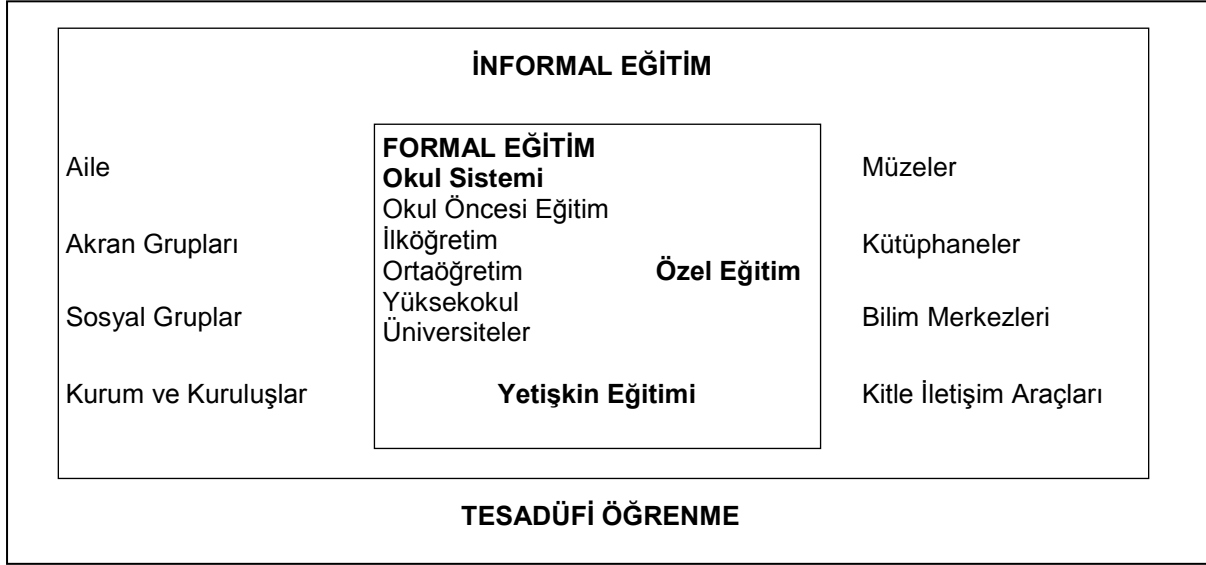 İNFORMAL EĞİTİM
Aile
Akran Grupları
Sosyal Gruplar
Kurum ve Kuruluşlar
FORMAL EĞİTİM
Okul Sistemi
Okul Öncesi Eğitim
İlköğretim
Ortaöğretim Özel Eğitim
Yüksekokul
Üniversiteler
Yetişkin Eğitimi
Müzeler
Kütüphaneler
Bilim Merkezleri
Kitle İletişim Araçları
TESADÜFİ ÖĞRENME